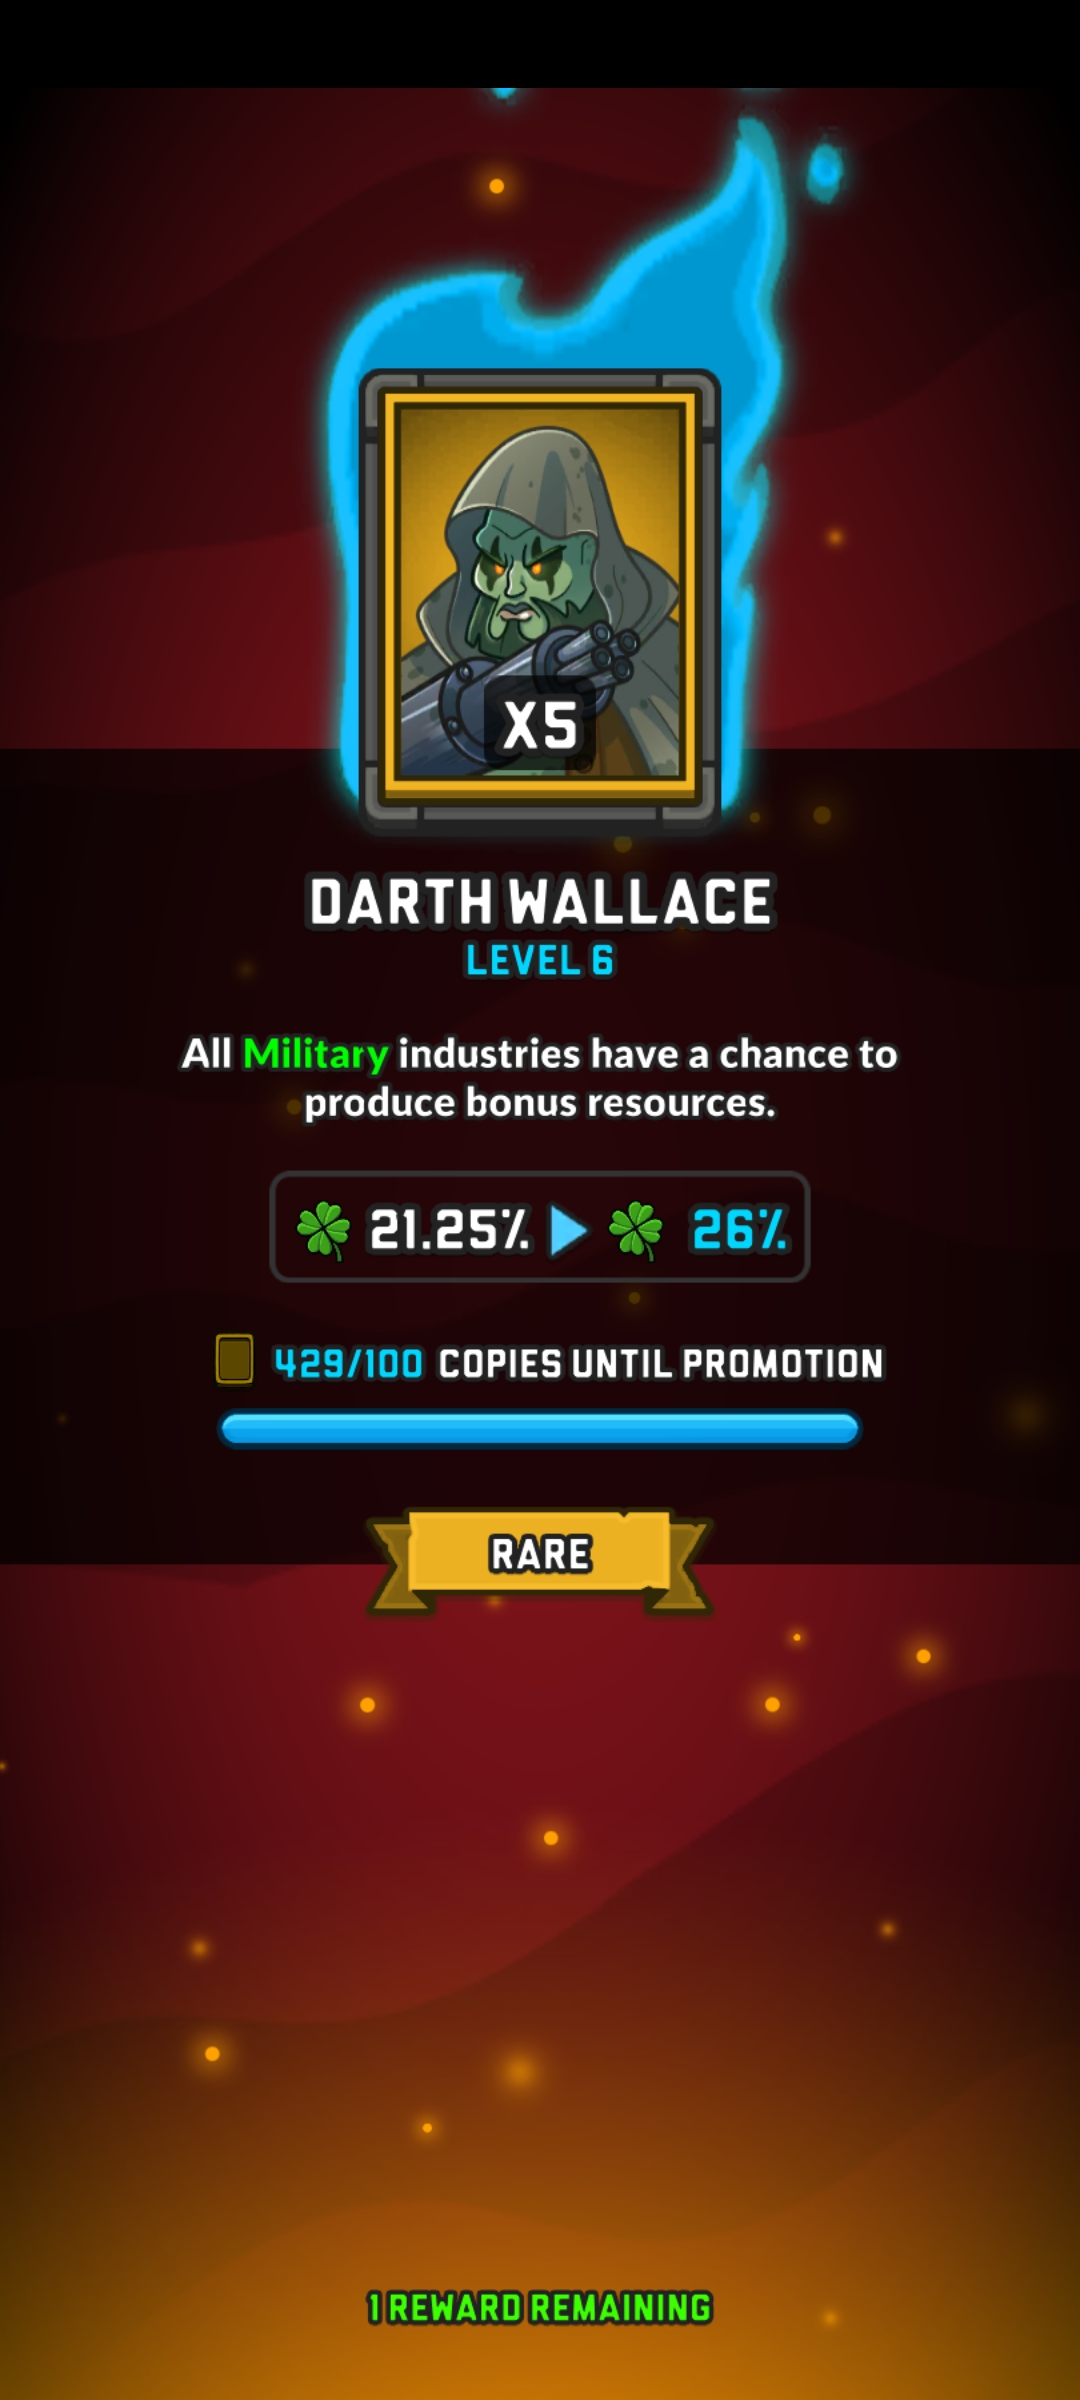 X5
DARTH WALLACE
LEVEL 6
All Military industries have a chance to
produce bonus resources.
21.25% 26%
429/100 COPIES UNTIL PROMOTION
RARE
1 REWARD REMAINING